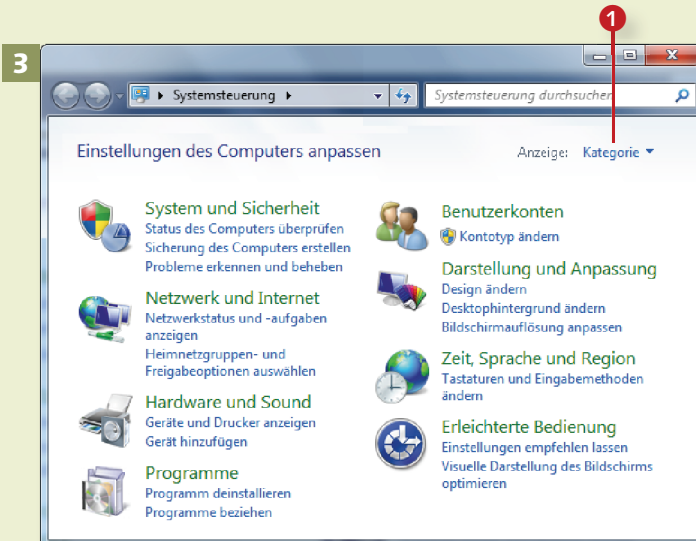 1
3
Systemsteuerung
Systemsteuerung durchsuchen
Einstellungen des Computers anpassen
Anzeige: Kategorie
System und Sicherheit
Status des Computers überprüfen
Sicherung des Computers erstellen
Probleme erkennen und beheben
Netzwerk und Internet
Netzwerkstatus und -aufgaben
anzeigen
Heimnetzgruppen- und
Freigabeoptionen auswählen
Hardware und Sound
Geräte und Drucker anzeigen
Gerät hinzufügen
Programme
Programm deinstallieren
Programme beziehen
Benutzerkonten
Kontotyp ändern
Darstellung und Anpassung
Design ändern
Desktophintergrund ändern
Bildschirmauflösung anpassen
Zeit, Sprache und Region
Tastaturen und Eingabemethoden
ändern
Erleichterte Bedienung
Einstellungen empfehlen lassen
Visuelle Darstellung des Bildschirms
optimieren